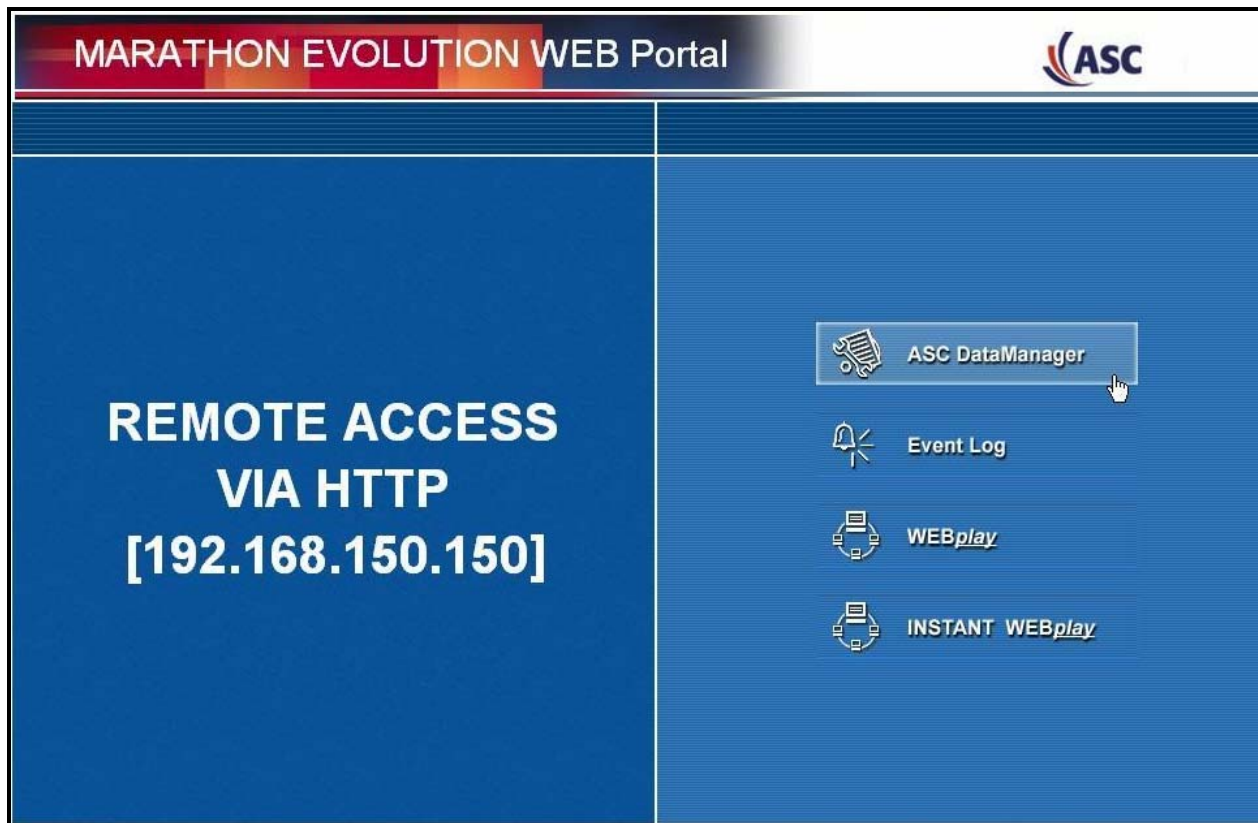 MARATHON EVOLUTION WEB Portal
ASC
REMOTE ACCESS
VIA HTTP
[192.168.150.150]
ASC DataManager
Event Log
WEBplay
INSTANT WEBplay